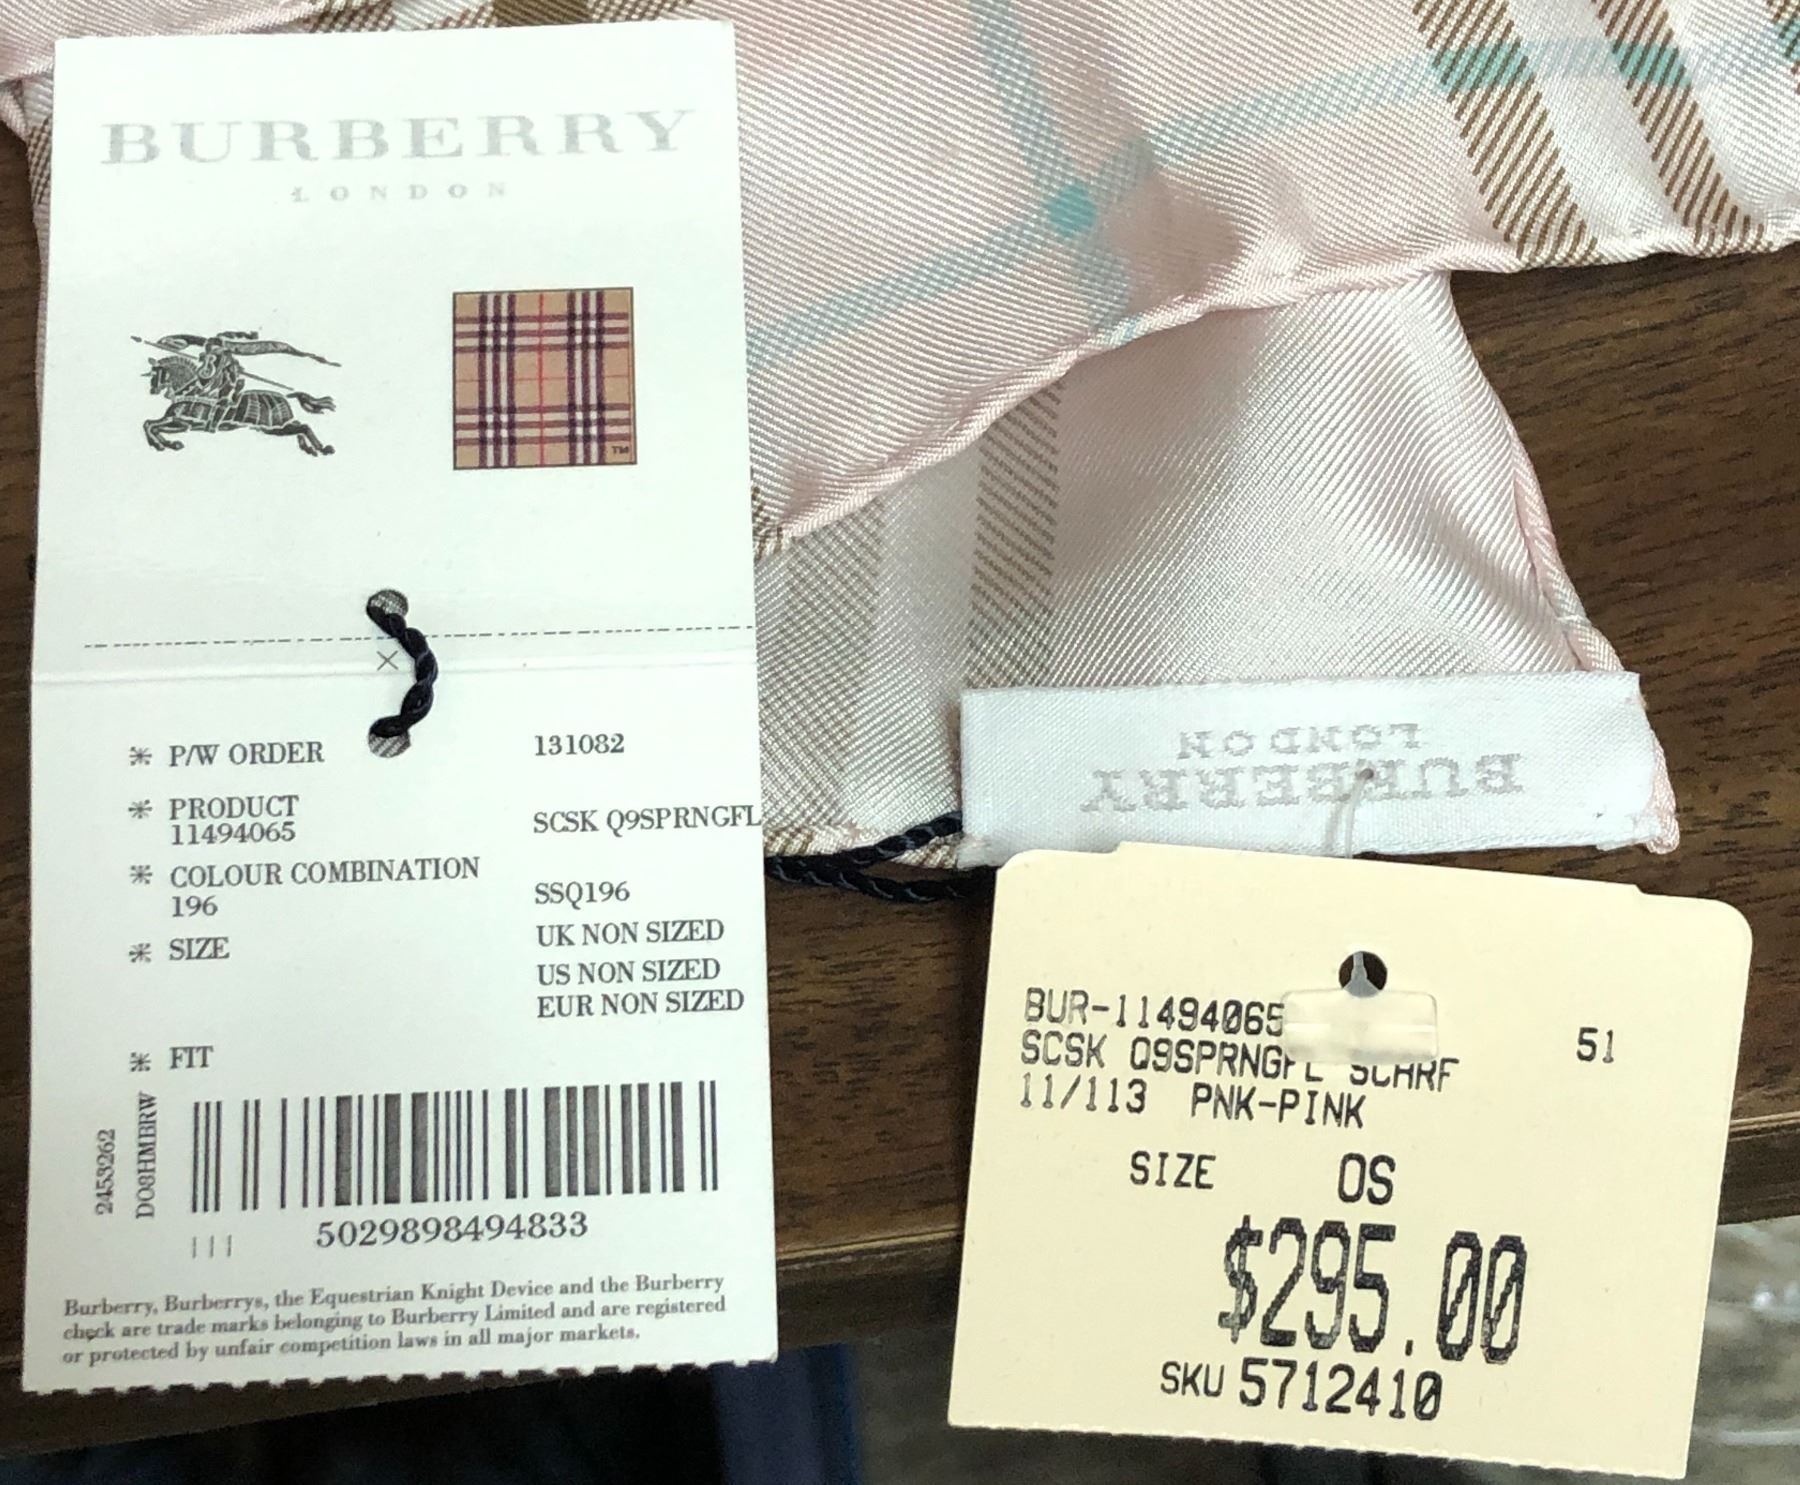 BURBERRY
LONDON
TM
* P/W ORDER 131082
* PRODUCT
11494065 SCSK Q9SPRNGFL
* COLOUR COMBINATION
196 SSQ196
* SIZE UK NON SIZED
US NON SIZED
EUR NON SIZED
* FIT
2453262
DO8HMBRW
5029898494833
Burberry, Burberrys, the Equestrian Knight Device and the Burberry
check are trade marks belonging to Burberry Limited and are registered
or protected by unfair competition laws in all major markets.
BURBERRY
LONDON
BUR-11494065 51
SCSK Q9SPRNGFL SCARF
11/113 PNK-PINK
SIZE OS
$295.00
SKU 5712410